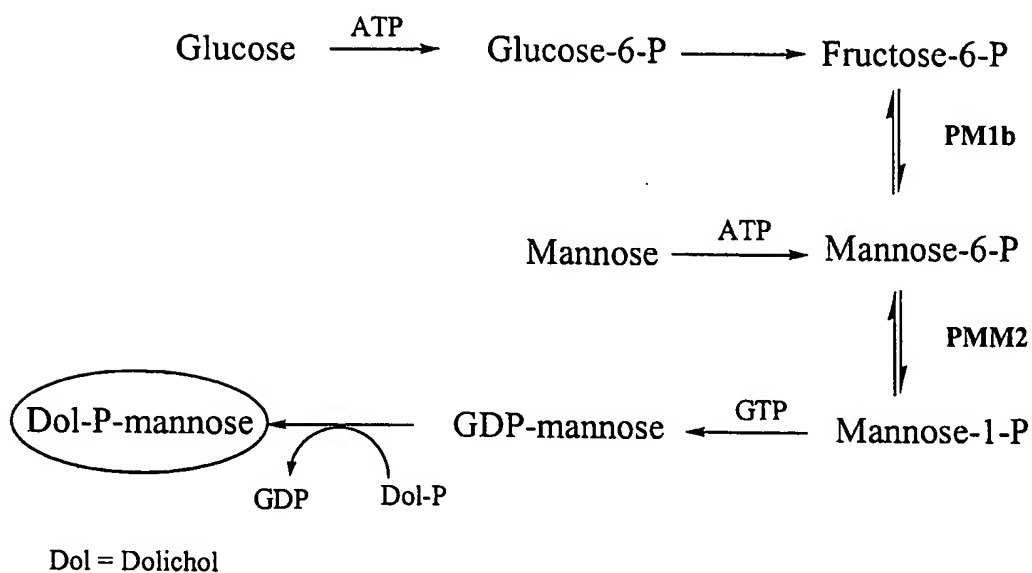 ATP
Glucose Glucose-6-P Fructose-6-P
PM1b
ATP
Mannose Mannose-6-P
PMM2
GTP
Dol-P-mannose GDP-mannose Mannose-1-P
GDP Dol-P
Dol = Dolichol